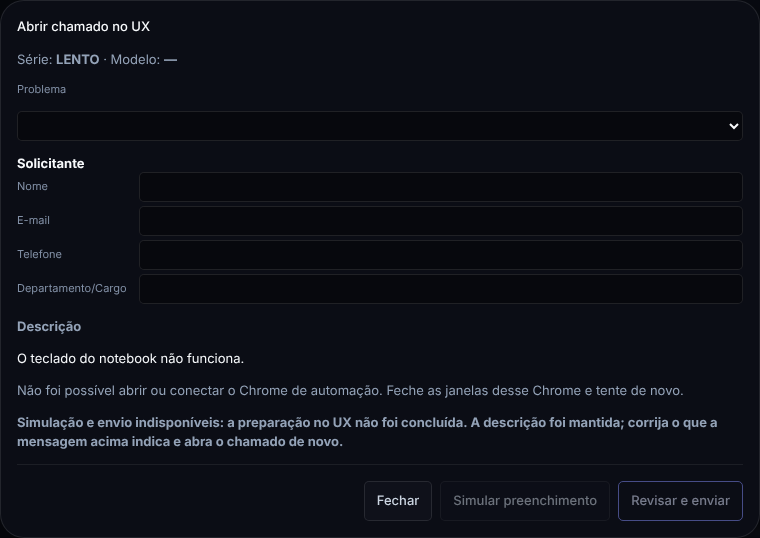 Abrir chamado no UX
Série: LENTO · Modelo: —
Problema
Solicitante
Nome
E-mail
Telefone
Departamento/Cargo
Descrição
O teclado do notebook não funciona.
Não foi possível abrir ou conectar o Chrome de automação. Feche as janelas desse Chrome e tente de novo.
Simulação e envio indisponíveis: a preparação no UX não foi concluída. A descrição foi mantida; corrija o que a
mensagem acima indica e abra o chamado de novo.
Fechar
Simular preenchimento
Revisar e enviar